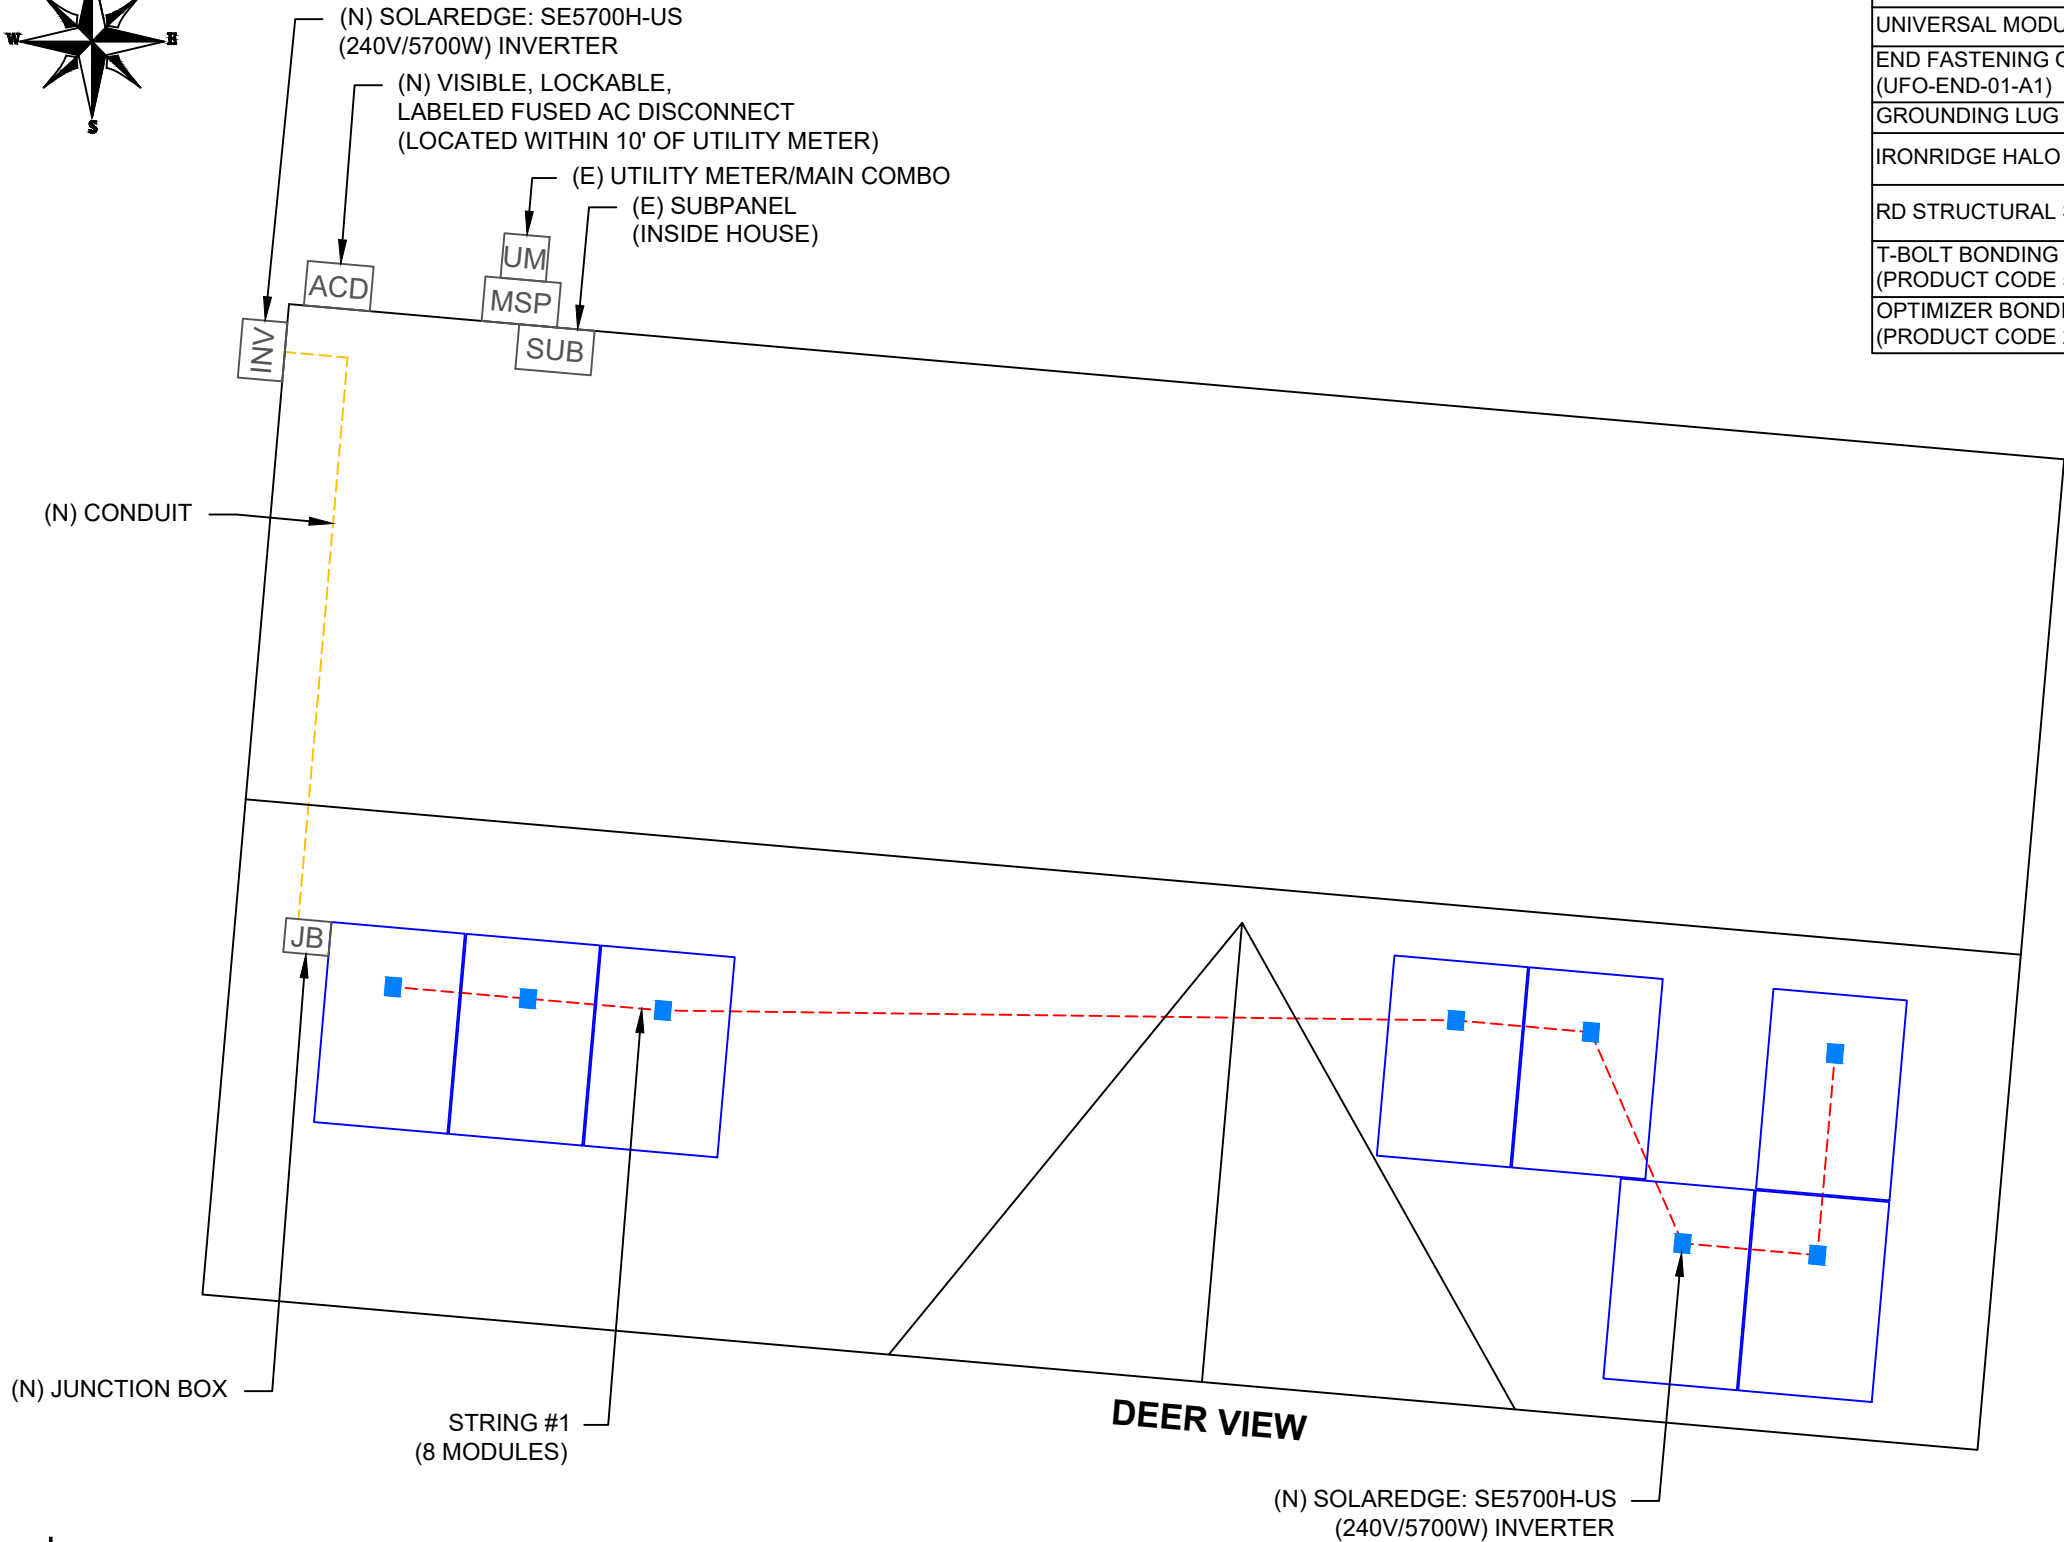 W
E
S
(N) SOLAREDGE: SE5700H-US
(240V/5700W) INVERTER
(N) VISIBLE, LOCKABLE,
LABELED FUSED AC DISCONNECT
(LOCATED WITHIN 10' OF UTILITY METER)
(E) UTILITY METER/MAIN COMBO
(E) SUBPANEL
(INSIDE HOUSE)
UNIVERSAL MODU
END FASTENING
(UFO-END-01-A1)
GROUNDING LUG
IRONRIDGE HALO
RD STRUCTURAL
T-BOLT BONDING
(PRODUCT CODE
OPTIMIZER BOND
(PRODUCT CODE
UM
ACD
MSP
INV
SUB
(N) CONDUIT
JB
(N) JUNCTION BOX
STRING #1
(8 MODULES)
DEER VIEW
(N) SOLAREDGE: SE5700H-US
(240V/5700W) INVERTER